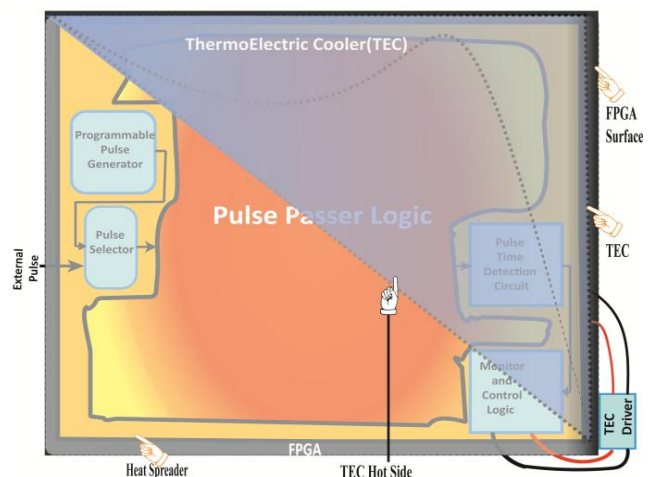 ThermoElectric Cooler(TEC)
Programmable
Pulse
Generator
FPGA
Surface
Pulse Passer Logic
Pulse
Selector
TEC
External
Pulse
Pulse
Time
Detection
Circuit
Monitor
and
Control
Logic
TEC
Driver
FPGA
Heat Spreader
TEC Hot Side